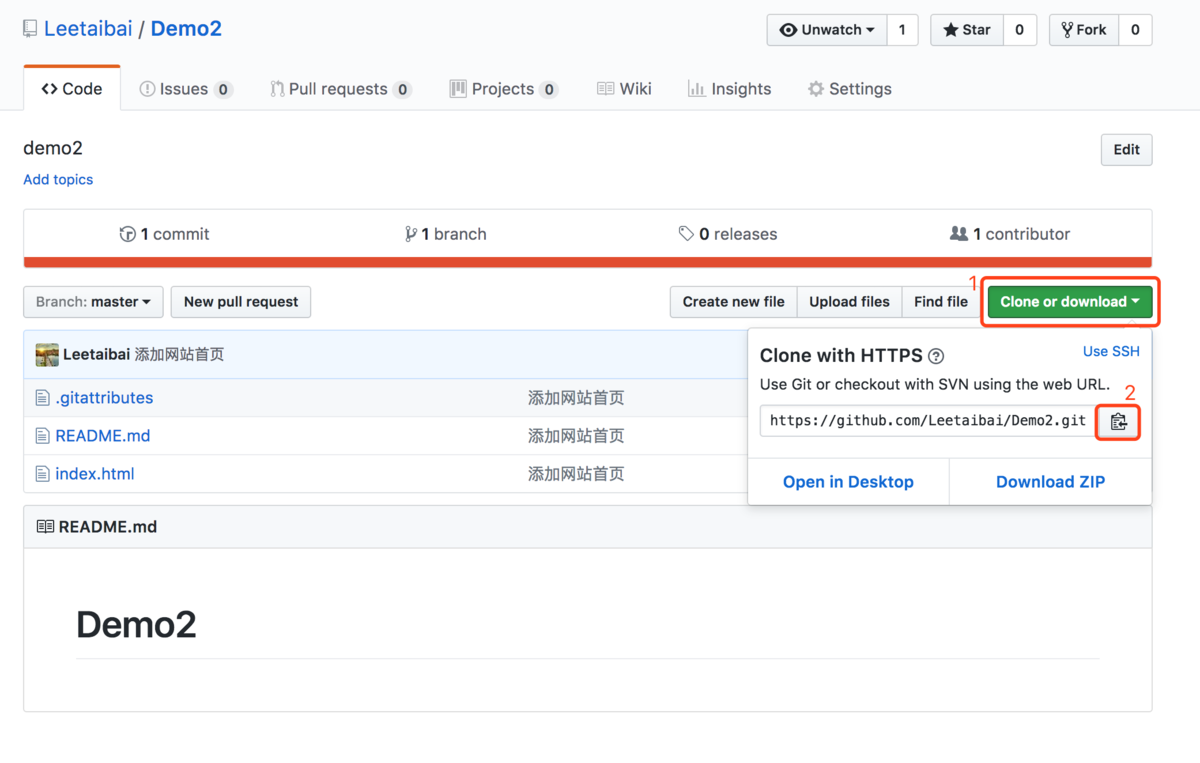 Leetaibai / Demo2
Unwatch 1 Star 0 Fork 0
Code Issues 0 Pull requests 0 Projects 0 Wiki Insights Settings
demo2
Edit
Add topics
1 commit 1 branch 0 releases 1 contributor
1
Branch: master New pull request Create new file Upload files Find file Clone or download
Leetaibai 添加网站首页
Clone with HTTPS ? Use SSH
Use Git or checkout with SVN using the web URL.
2
.gitattributes 添加网站首页
https://github.com/Leetaibai/Demo2.git
README.md 添加网站首页
index.html 添加网站首页
Open in Desktop Download ZIP
README.md
Demo2